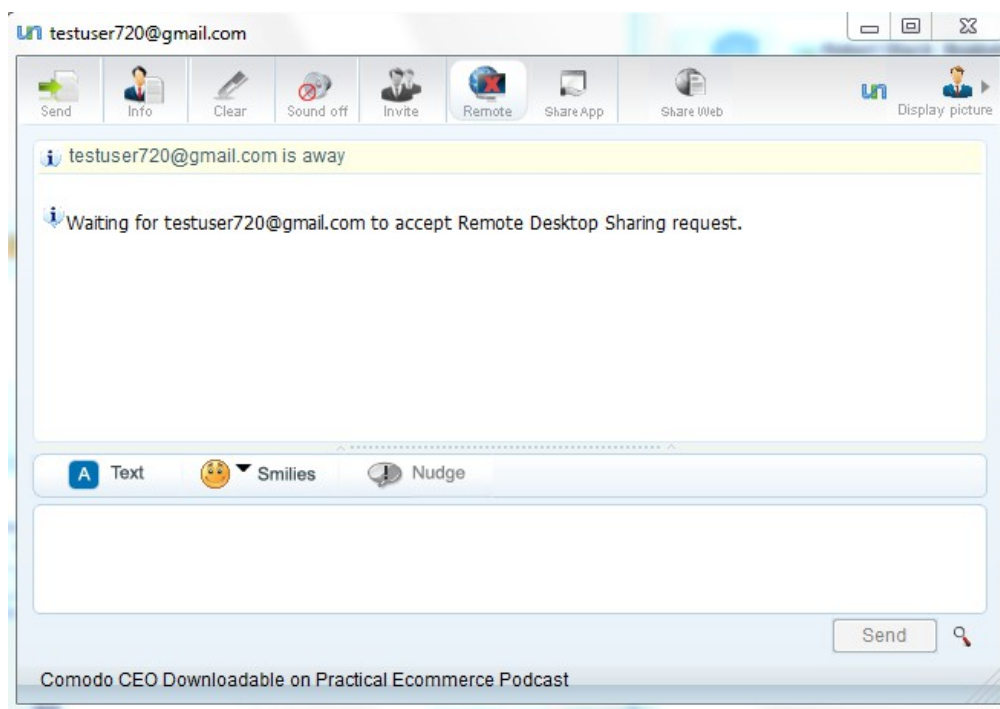 un testuser720@gmail.com
Send Info Clear Sound off Invite Remote Share App Share Web un Display picture
testuser720@gmail.com is away
Waiting for testuser720@gmail.com to accept Remote Desktop Sharing request.
A Text Smilies Nudge
Send
Comodo CEO Downloadable on Practical Ecommerce Podcast